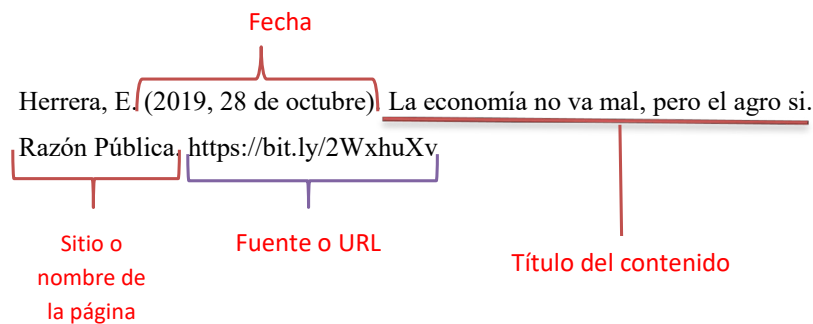 Fecha
Herrera, E. (2019, 28 de octubre). La economía no va mal, pero el agro si.
Razón Pública. https://bit.ly/2WxhuXv
Sitio o
nombre de
la página
Fuente o URL
Título del contenido